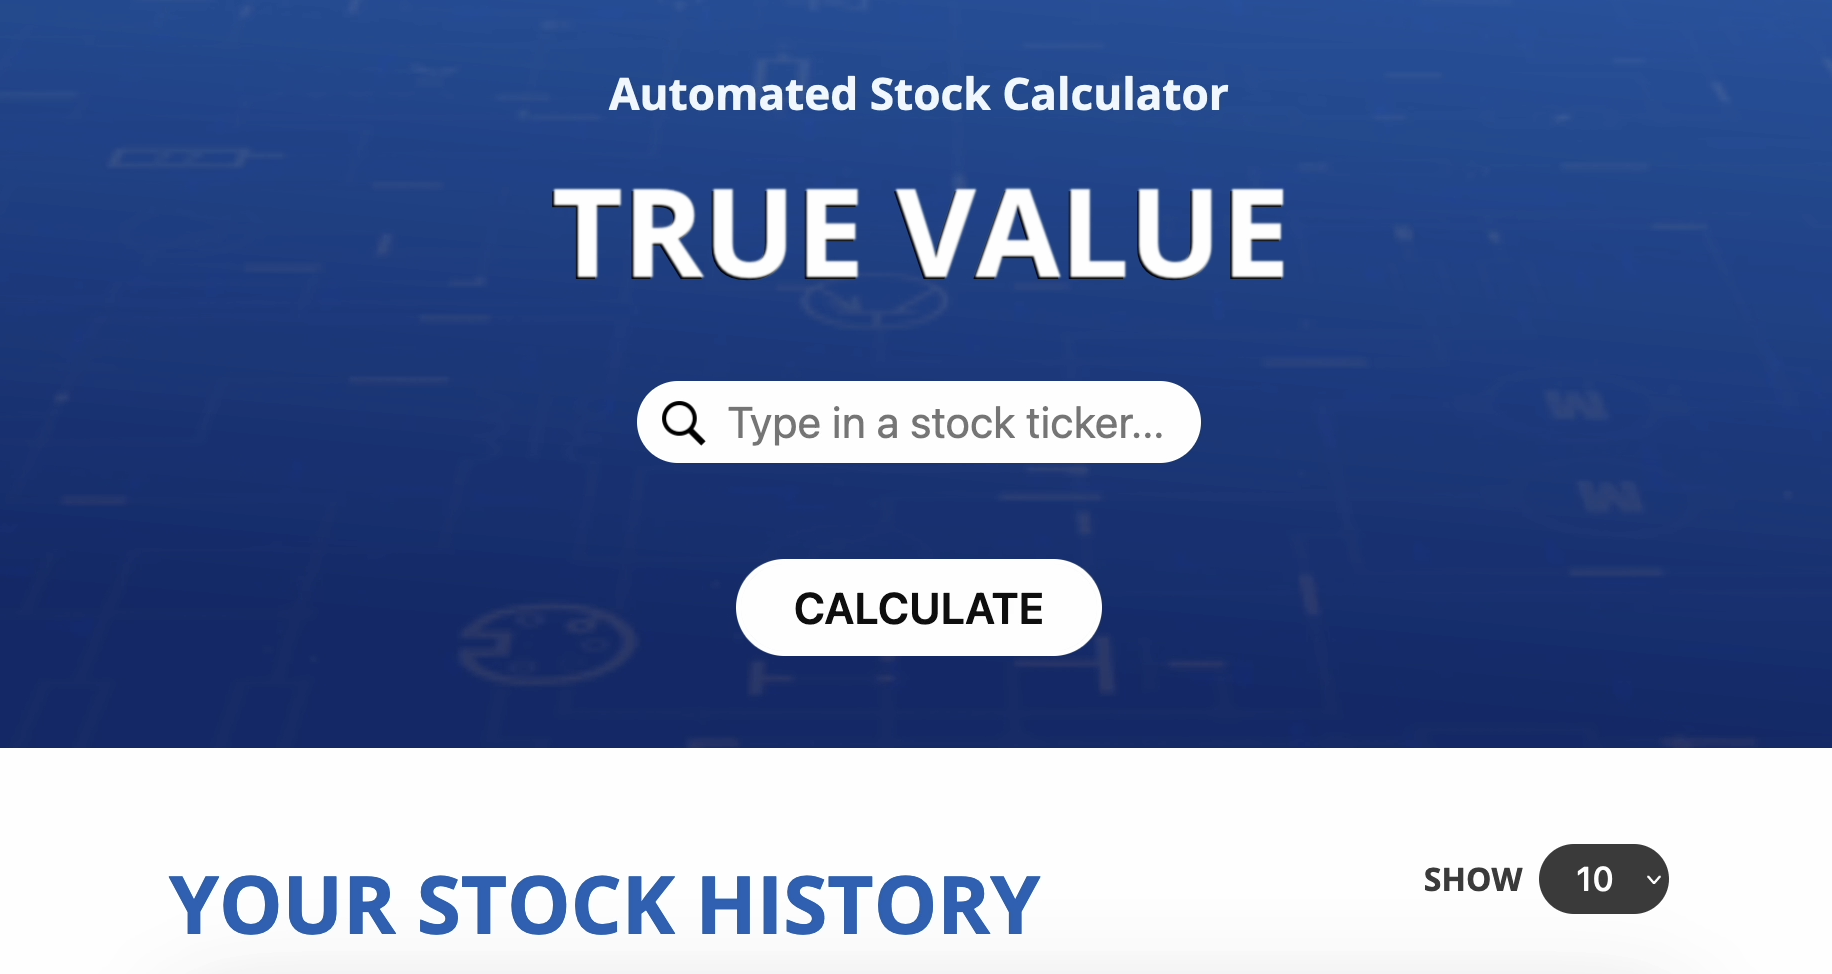 Automated Stock Calculator
TRUE VALUE
Type in a stock ticker...
CALCULATE
YOUR STOCK HISTORY
SHOW 10